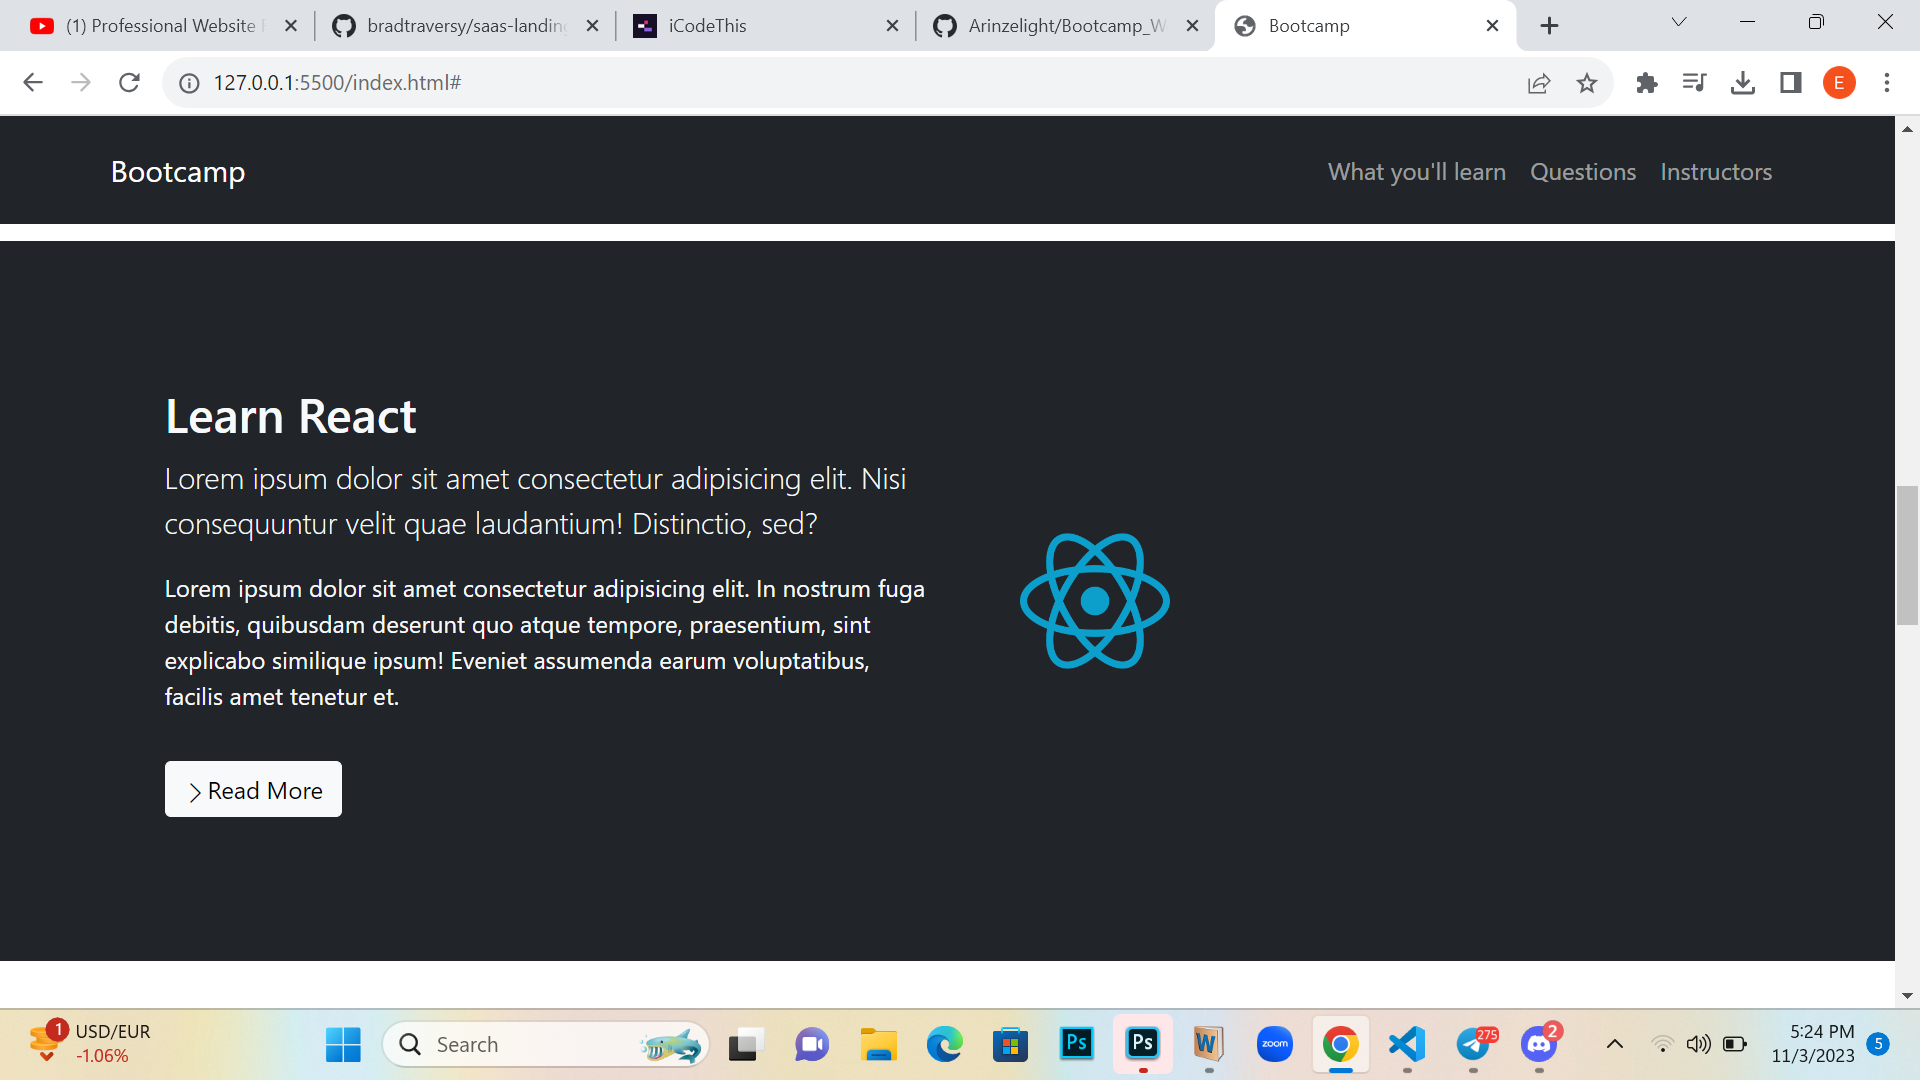 (1) Professional Website
bradtraversy/saas-landing
iCodeThis
Arinzelight/Bootcamp_W
Bootcamp
127.0.0.1:5500/index.html#
E
Bootcamp
What you'll learn
Questions
Instructors
Learn React
Lorem ipsum dolor sit amet consectetur adipisicing elit. Nisi
consequuntur velit quae laudantium! Distinctio, sed?
Lorem ipsum dolor sit amet consectetur adipisicing elit. In nostrum fuga
debitis, quibusdam deserunt quo atque tempore, praesentium, sint
explicabo similique ipsum! Eveniet assumenda earum voluptatibus,
facilis amet tenetur et.
Read More
1
USD/EUR
-1.06%
Search
Ps
Ps
W
zoom
275
2
5:24 PM
11/3/2023
5